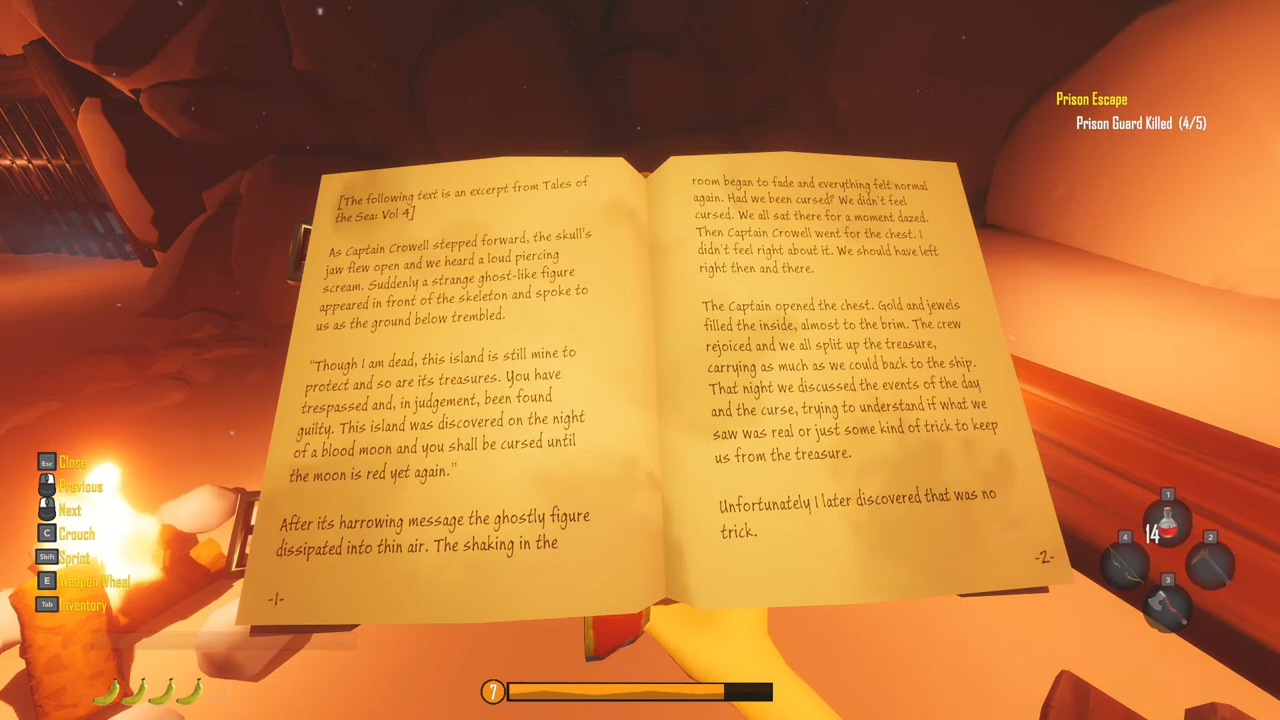 Prison Escape
Prison Guard Killed (4/5)
[The following text is an excerpt from Tales of
the Sea: Vol 4]
As Captain Crowell stepped forward, the skull's
jaw flew open and we heard a loud piercing
scream. Suddenly a strange ghost-like figure
appeared in front of the skeleton and spoke to
us as the ground below trembled.
"Though I am dead, this island is still mine to
protect and so are its treasures. You have
trespassed and, in judgement, been found
guilty. This island was discovered on the night
of a blood moon and you shall be cursed until
the moon is red yet again."
After its harrowing message the ghostly figure
dissipated into thin air. The shaking in the
-1-
room began to fade and everything felt normal
again. Had we been cursed? We didn't feel
cursed. We all sat there for a moment dazed.
Then Captain Crowell went for the chest. I
didn't feel right about it. We should have left
right then and there.
The Captain opened the chest. Gold and jewels
filled the inside, almost to the brim. The crew
rejoiced and we all split up the treasure,
carrying as much as we could back to the ship.
That night we discussed the events of the day
and the curse, trying to understand if what we
saw was real or just some kind of trick to keep
us from the treasure.
Unfortunately I later discovered that was no
trick.
-2-
Esc Close
Previous
Next
C Crouch
Shift Sprint
E Weapon Wheel
Tab Inventory
1
14
4
2
3
7